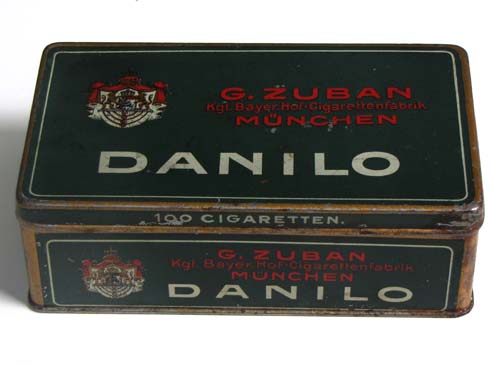 G. ZUBAN
Kgl. Bayer. Hof-Cigarettenfabrik
MÜNCHEN
DANILO
100 CIGARETTEN.
G. ZUBAN
Kgl. Bayer. Hof-Cigarettenfabrik
MÜNCHEN
DANILO